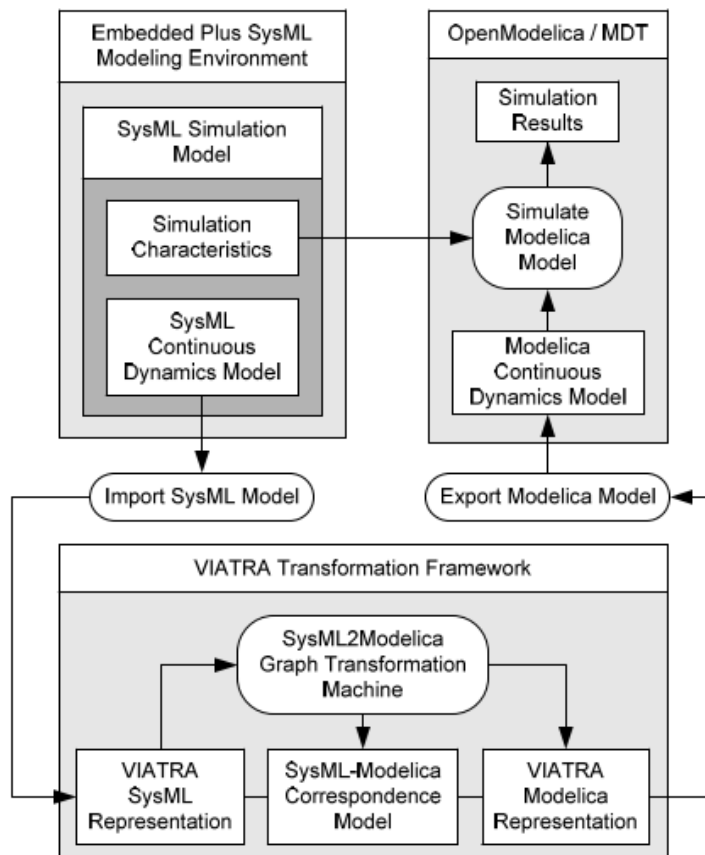 Embedded Plus SysML
Modeling Environment
SysML Simulation
Model
Simulation
Characteristics
SysML
Continuous
Dynamics Model
OpenModelica / MDT
Simulation
Results
Simulate
Modelica
Model
Modelica
Continuous
Dynamics Model
Import SysML Model
Export Modelica Model
VIATRA Transformation Framework
SysML2Modelica
Graph Transformation
Machine
VIATRA
SysML
Representation
SysML-Modelica
Correspondence
Model
VIATRA
Modelica
Representation